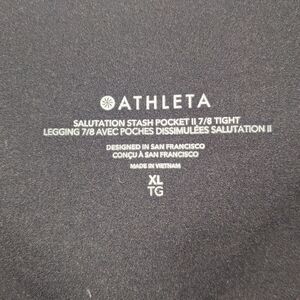 ATHLETA
SALUTATION STASH POCKET II 7/8 TIGHT
LEGGING 7/8 AVEC POCHES DISSIMULÉES SALUTATION II
DESIGNED IN SAN FRANCISCO
CONÇU À SAN FRANCISCO
MADE IN VIETNAM
XL
TG